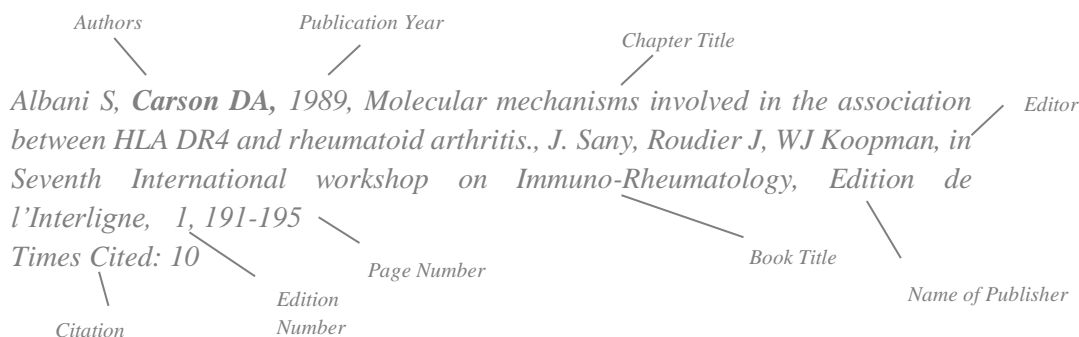 Authors
Publication Year
Chapter Title
Albani S, Carson DA, 1989, Molecular mechanisms involved in the association
Editor
between HLA DR4 and rheumatoid arthritis., J. Sany, Roudier J, WJ Koopman, in
Seventh International workshop on Immuno-Rheumatology, Edition de
l’Interligne, 1, 191-195
Times Cited: 10
Book Title
Page Number
Name of Publisher
Edition
Number
Citation